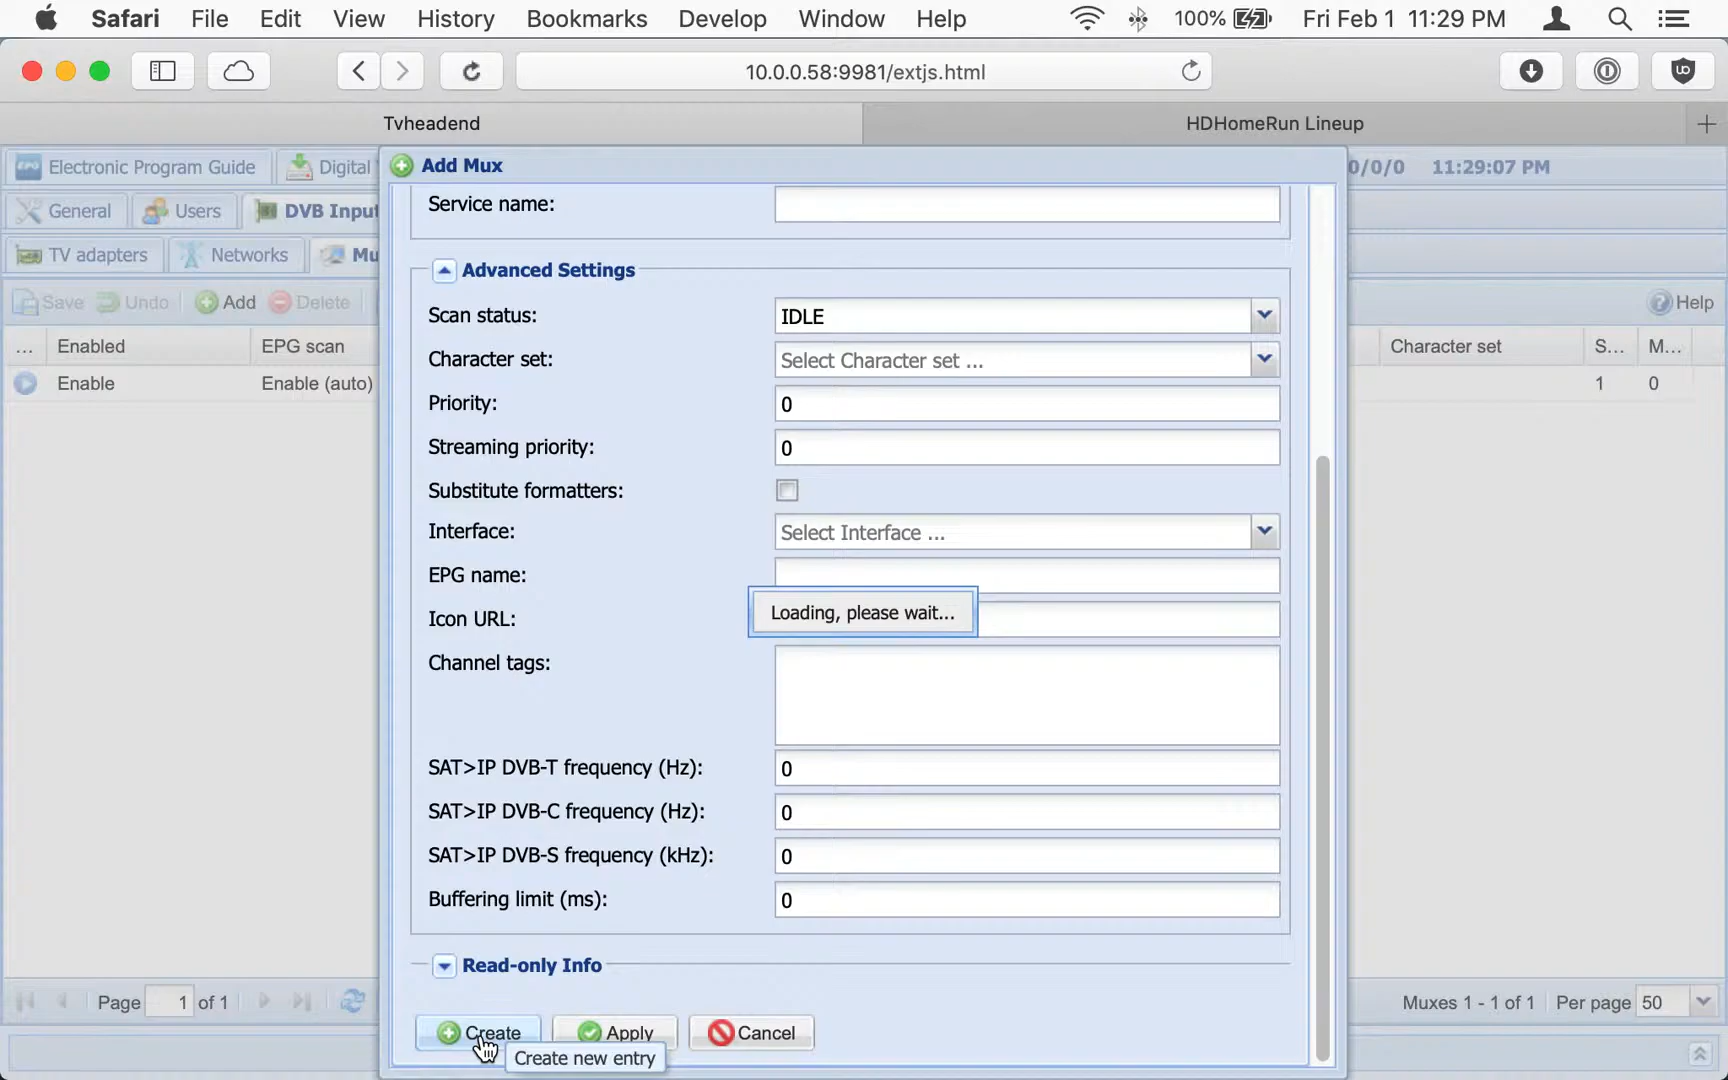 Safari File Edit View History Bookmarks Develop Window Help 100% Fri Feb 1 11:29 PM
10.0.0.58:9981/extjs.html
Tvheadend HDHomeRun Lineup
Electronic Program Guide Digital Add Mux 0/0/0 11:29:07 PM
General Users DVB Inpu
Service name:
TV adapters Networks Mu
Advanced Settings
Save Undo Add Delete Help
Scan status: IDLE
... Enabled EPG scan Character set S... M...
Character set: Select Character set ...
Enable Enable (auto) 1 0
Priority: 0
Streaming priority: 0
Substitute formatters:
Interface: Select Interface ...
EPG name:
Loading, please wait...
Icon URL:
Channel tags:
SAT>IP DVB-T frequency (Hz): 0
SAT>IP DVB-C frequency (Hz): 0
SAT>IP DVB-S frequency (kHz): 0
Buffering limit (ms): 0
Read-only Info
Page 1 of 1 Muxes 1 - 1 of 1 Per page 50
Create Apply Cancel
Create new entry